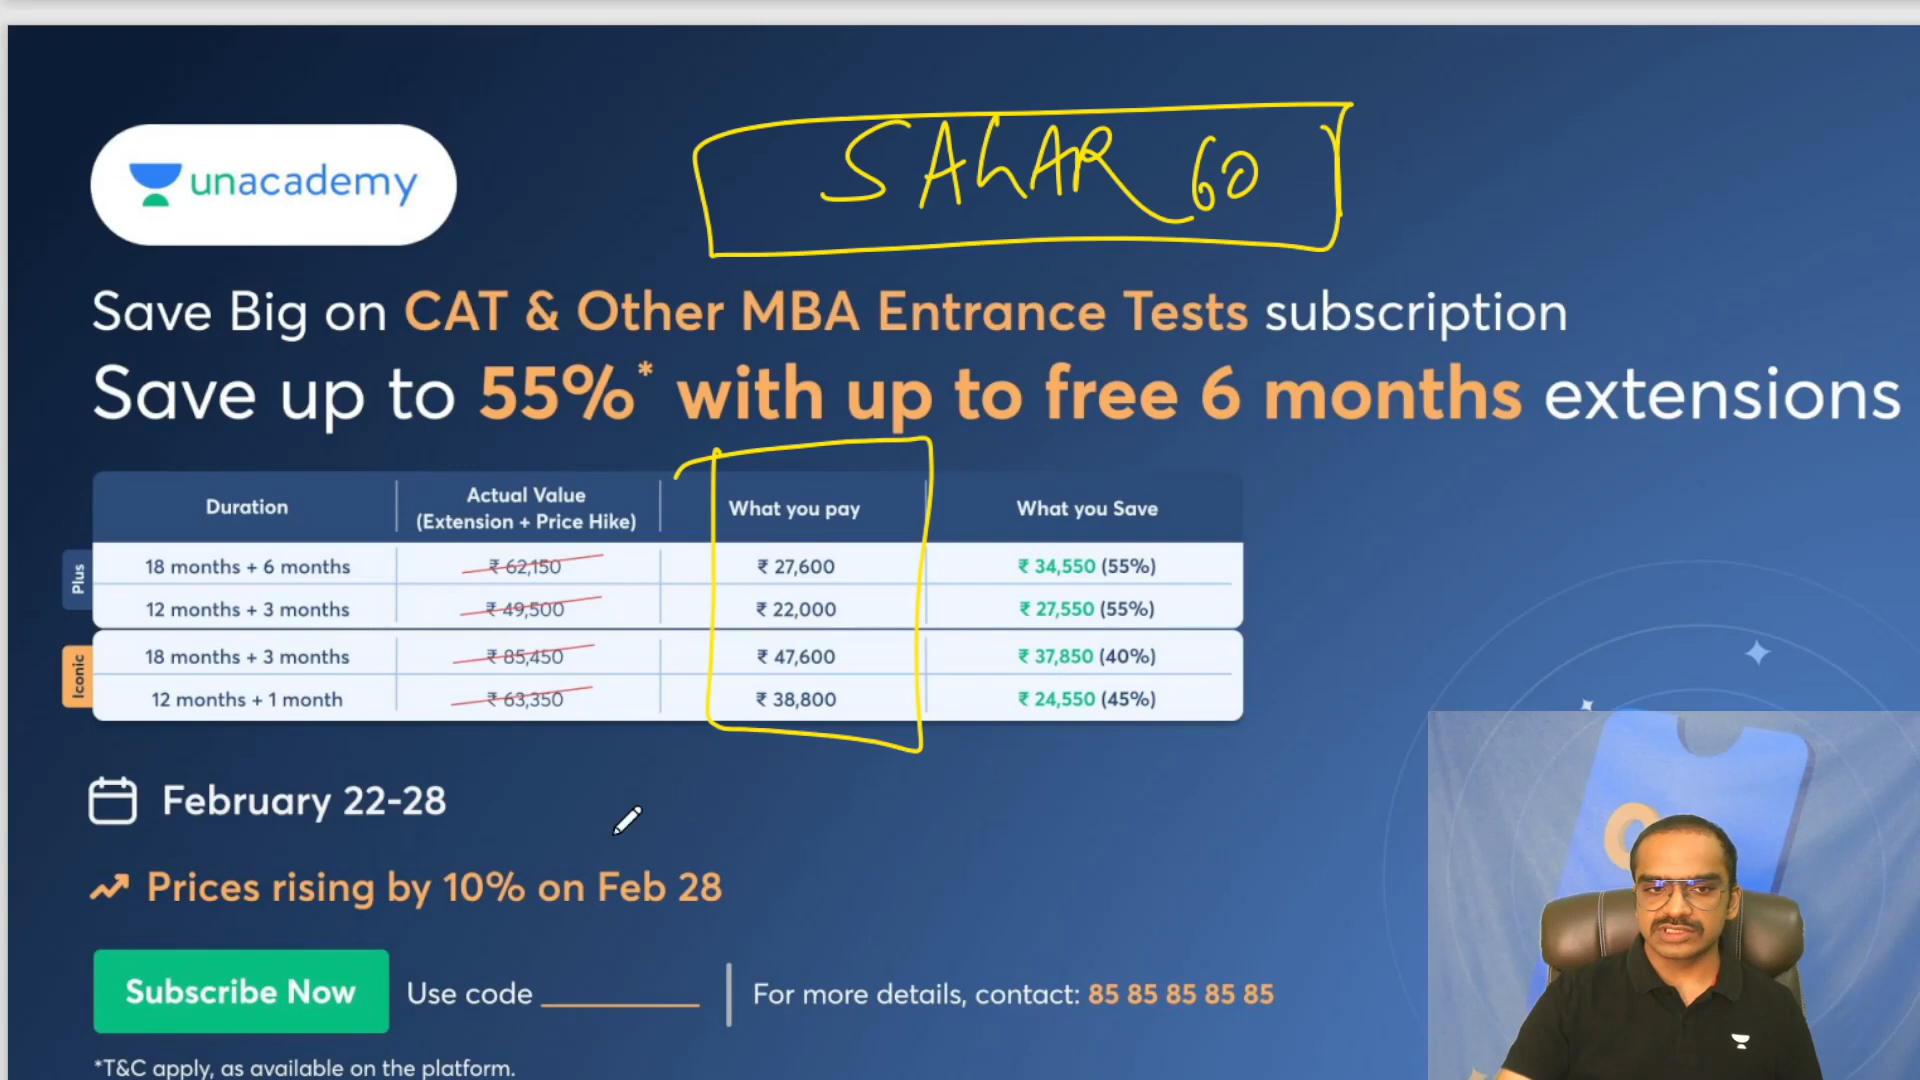 unacademy
SAGAR 60
Save Big on CAT & Other MBA Entrance Tests subscription
Save up to 55%* with up to free 6 months extensions
Duration Actual Value (Extension + Price Hike) What you pay What you Save
Plus
18 months + 6 months ₹ 62,150 ₹ 27,600 ₹ 34,550 (55%)
12 months + 3 months ₹ 49,500 ₹ 22,000 ₹ 27,550 (55%)
Iconic
18 months + 3 months ₹ 85,450 ₹ 47,600 ₹ 37,850 (40%)
12 months + 1 month ₹ 63,350 ₹ 38,800 ₹ 24,550 (45%)
February 22-28
Prices rising by 10% on Feb 28
Subscribe Now Use code For more details, contact: 85 85 85 85 85
*T&C apply, as available on the platform.